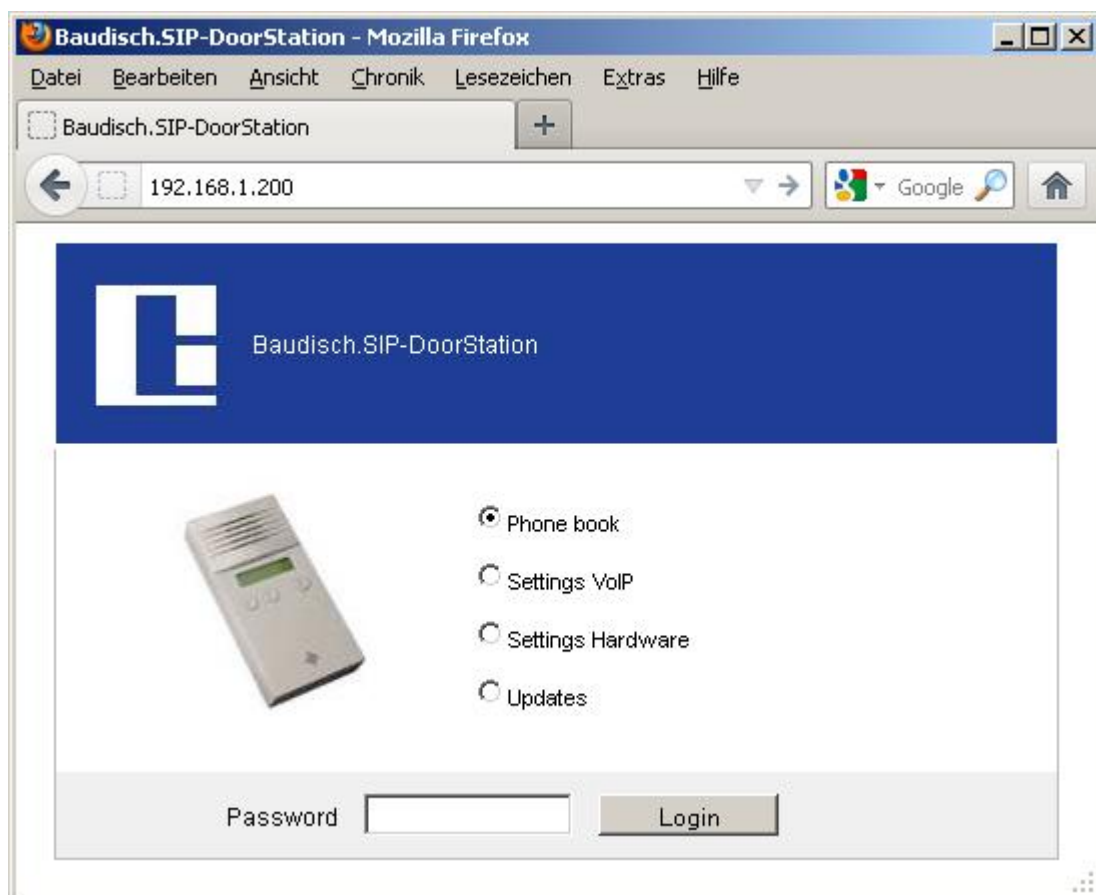 Baudisch.SIP-DoorStation - Mozilla Firefox
Datei Bearbeiten Ansicht Chronik Lesezeichen Extras Hilfe
Baudisch.SIP-DoorStation
192.168.1.200 Google
Baudisch.SIP-DoorStation
Phone book
Settings VoIP
Settings Hardware
Updates
Password Login